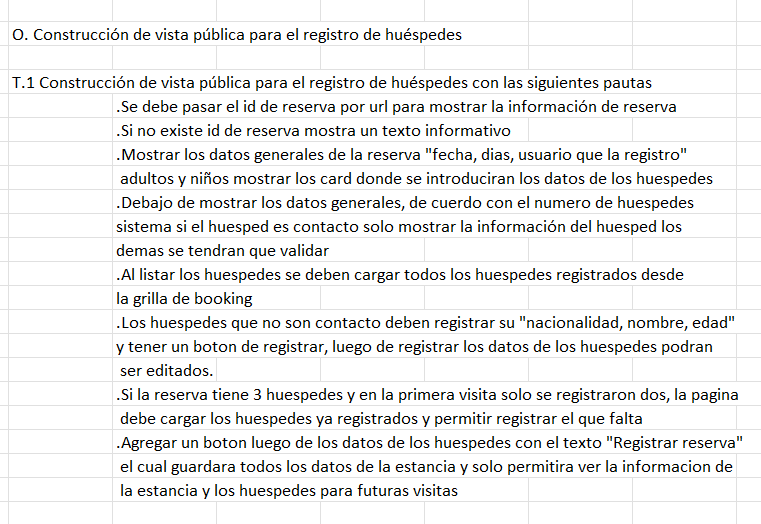 O. Construcción de vista pública para el registro de huéspedes
T.1 Construcción de vista pública para el registro de huéspedes con las siguientes pautas
.Se debe pasar el id de reserva por url para mostrar la información de reserva
.Si no existe id de reserva mostra un texto informativo
.Mostrar los datos generales de la reserva "fecha, dias, usuario que la registro"
adultos y niños mostrar los card donde se introduciran los datos de los huespedes
.Debajo de mostrar los datos generales, de cuerdo con el numero de huespedes
sistema si el huesped es contacto solo mostrar la información del huesped los
demas se tendran que validar
.Al listar los huespedes se deben cargar todos los huespedes registrados desde
la grilla de booking
.Los huespedes que no son contacto deben registrar su "nacionalidad, nombre, edad"
y tener un boton de registrar, luego de registrar los datos de los huespedes podran
ser editados.
.Si la reserva tiene 3 huespedes y en la primera visita solo se registraron dos, la pagina
debe cargar los huespedes ya registrados y permitir registrar el que falta
.Agregar un boton luego de los datos de los huespedes con el texto "Registrar reserva"
el cual guardara todos los datos de la estancia y solo permitira ver la informacion de
la estancia y los huespedes para futuras visitas